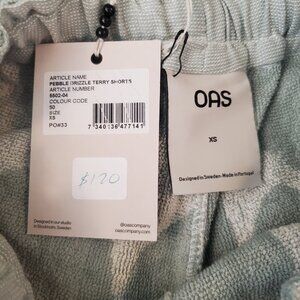 ARTICLE NAME
PEBBLE DRIZZLE TERRY SHORTS
ARTICLE NUMBER
6602-04
COLOUR CODE
50
SIZE
XS
PO#33
7 340136 477141
$120
Designed in our studio
in Stockholm, Sweden
@oascompany
oascompany.com
OAS
XS
Designed in Sweden - Made in Portugal